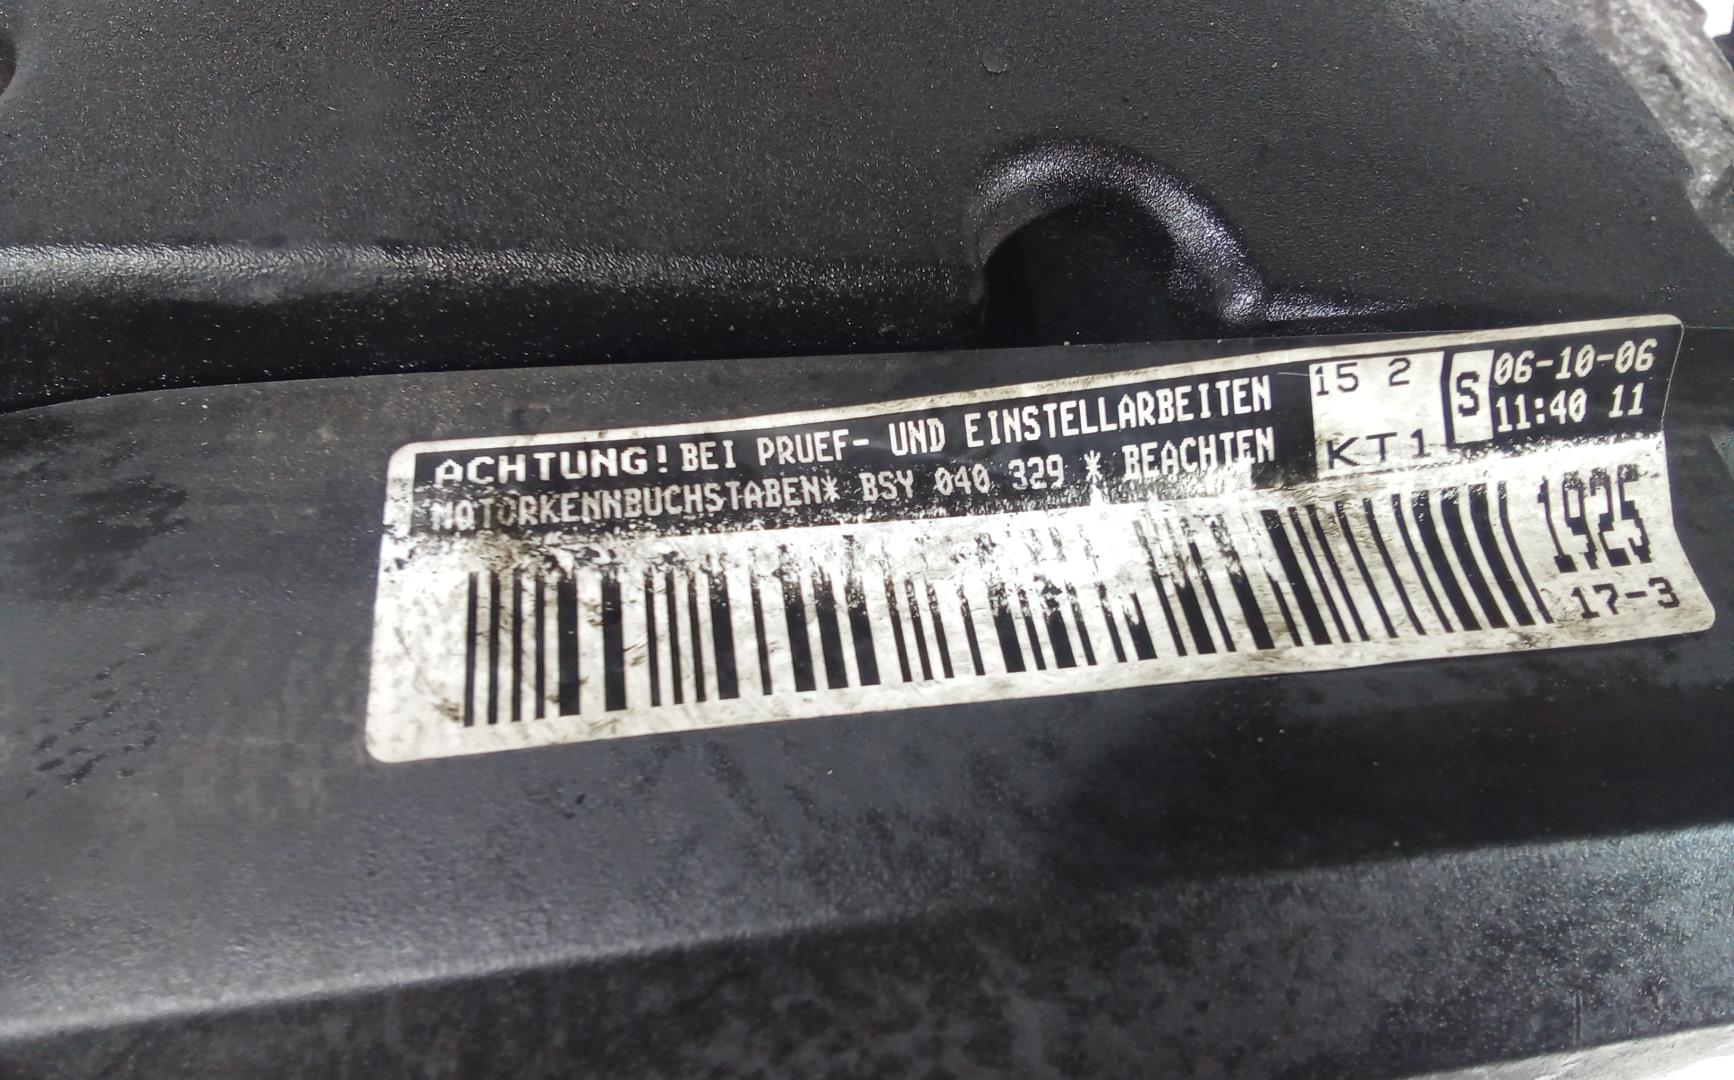 ACHTUNG! BEI PRUEF- UND EINSTELLARBEITEN
MOTORKENNBUCHSTABEN* BSY 040 329 * BEACHTEN
15 2
KT1
S
06-10-06
11:40 11
1925
17-3